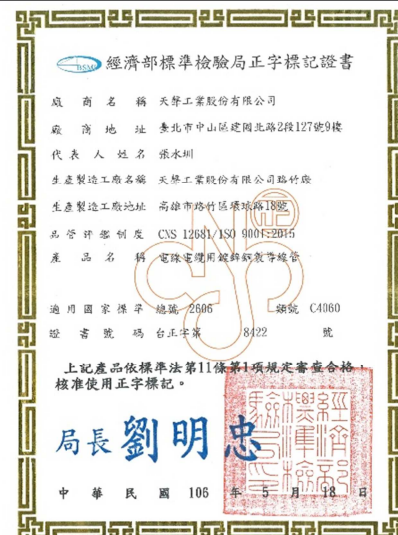 BSMI 經濟部標準檢驗局正字標記證書
廠商名稱 天聲工業股份有限公司
廠商地址 臺北市中山區建國北路2段127號9樓
代表人姓名 張水圳
生產製造工廠名稱 天聲工業股份有限公司路竹廠
生產製造工廠地址 高雄市路竹區環球路18號
品管評鑑制度 CNS 12681/ISO 9001:2015
產品名稱 電線電纜用鍍鋅鋼製導線管
適用國家標準 總號 2606 類號 C4060
證書號碼 台正字第 8422 號
上記產品依標準法第11條第1項規定審查合格，
核准使用正字標記。
局長 劉明忠
中華民國 106 年 5 月 18 日